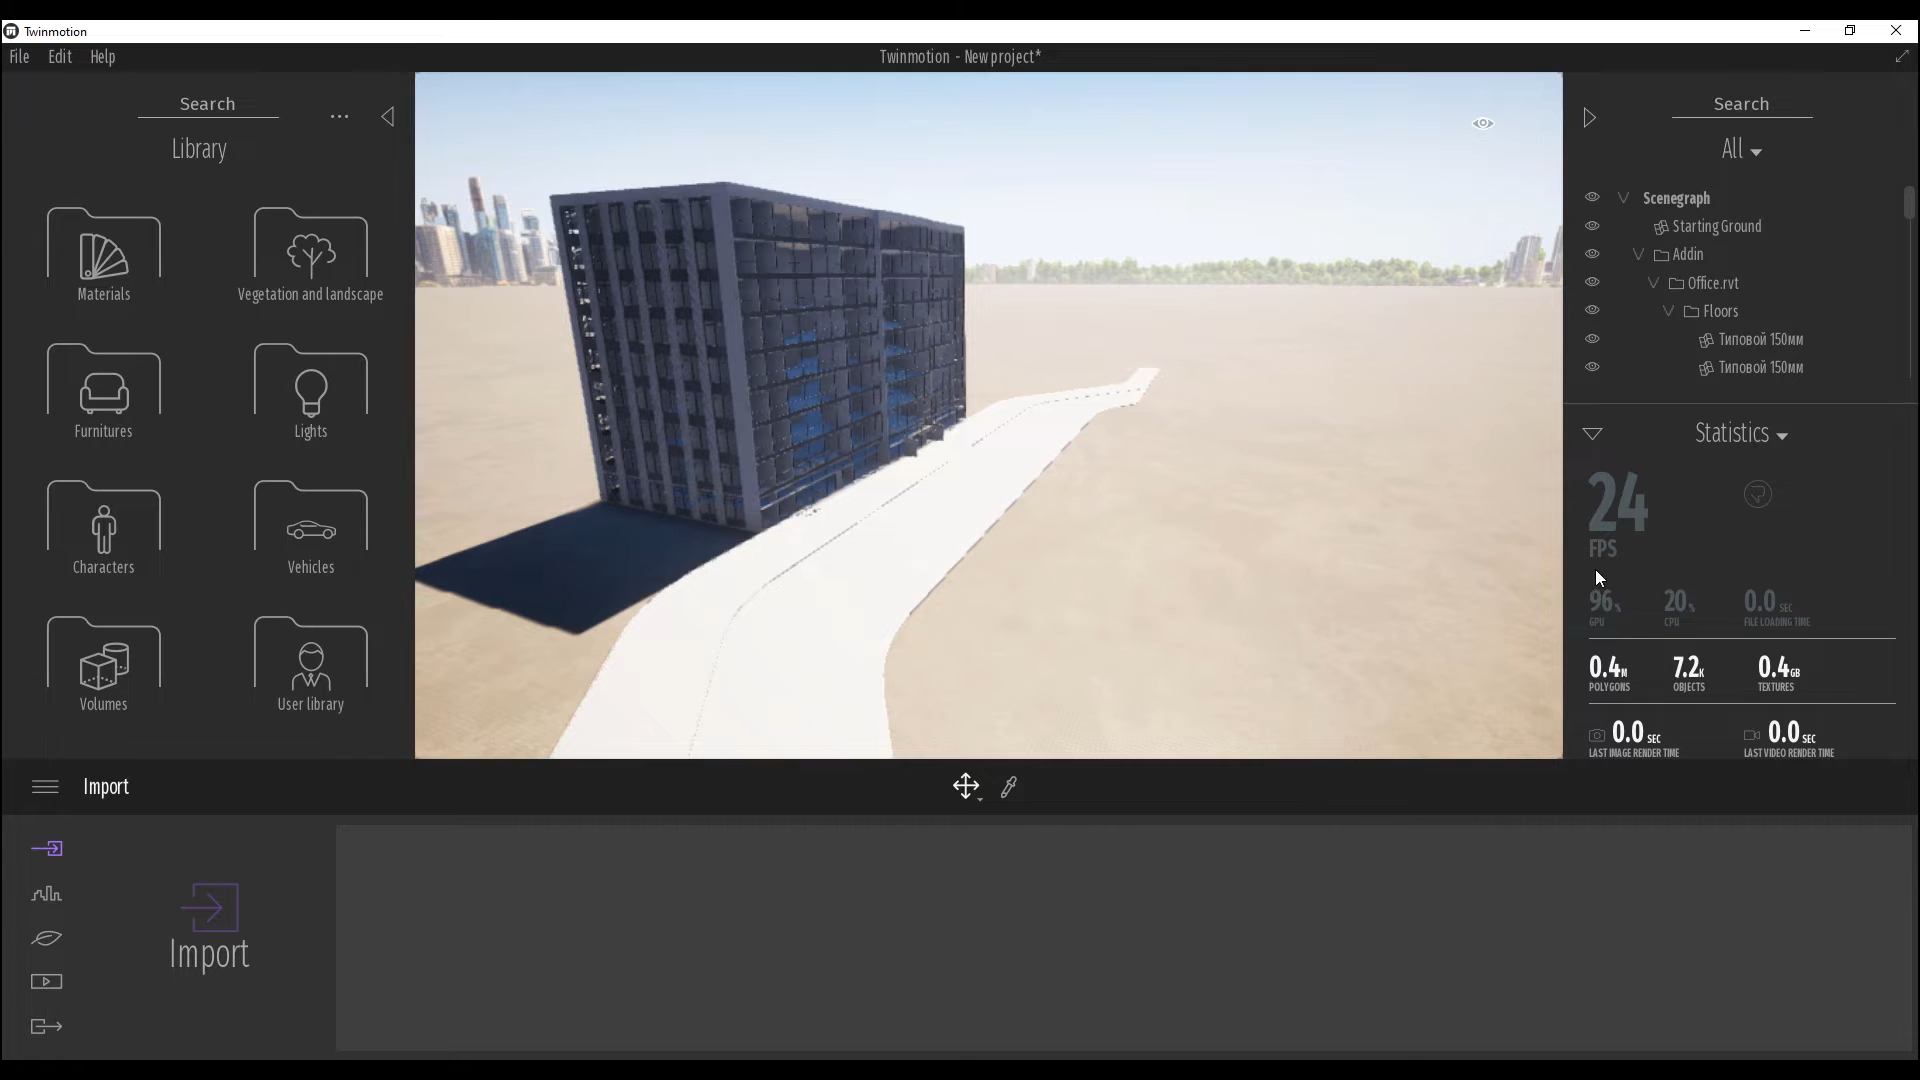 Twinmotion
File Edit Help
Twinmotion - New project*
Search
Library
Materials
Vegetation and landscape
Furnitures
Lights
Characters
Vehicles
Volumes
User library
Search
All
Scenegraph
Starting Ground
Addin
Office.rvt
Floors
Типовой 150мм
Типовой 150мм
Statistics
24
FPS
96 % 20 % 0.0 SEC
GPU CPU FILE LOADING TIME
0.4M 7.2K 0.4GB
POLYGONS OBJECTS TEXTURES
0.0 SEC 0.0 SEC
LAST IMAGE RENDER TIME LAST VIDEO RENDER TIME
Import
Import